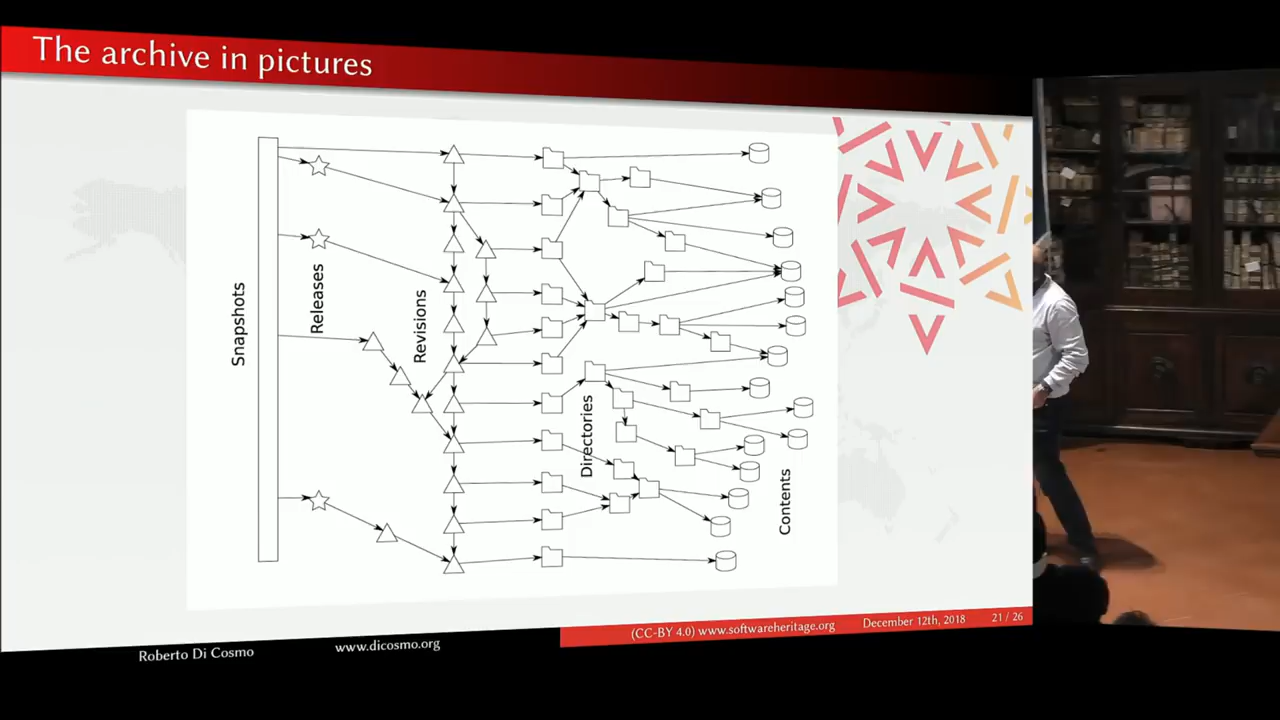 The archive in pictures
Snapshots
Releases
Revisions
Directories
Contents
Roberto Di Cosmo
www.dicosmo.org
(CC-BY 4.0) www.softwareheritage.org
December 12th, 2018
21 / 26